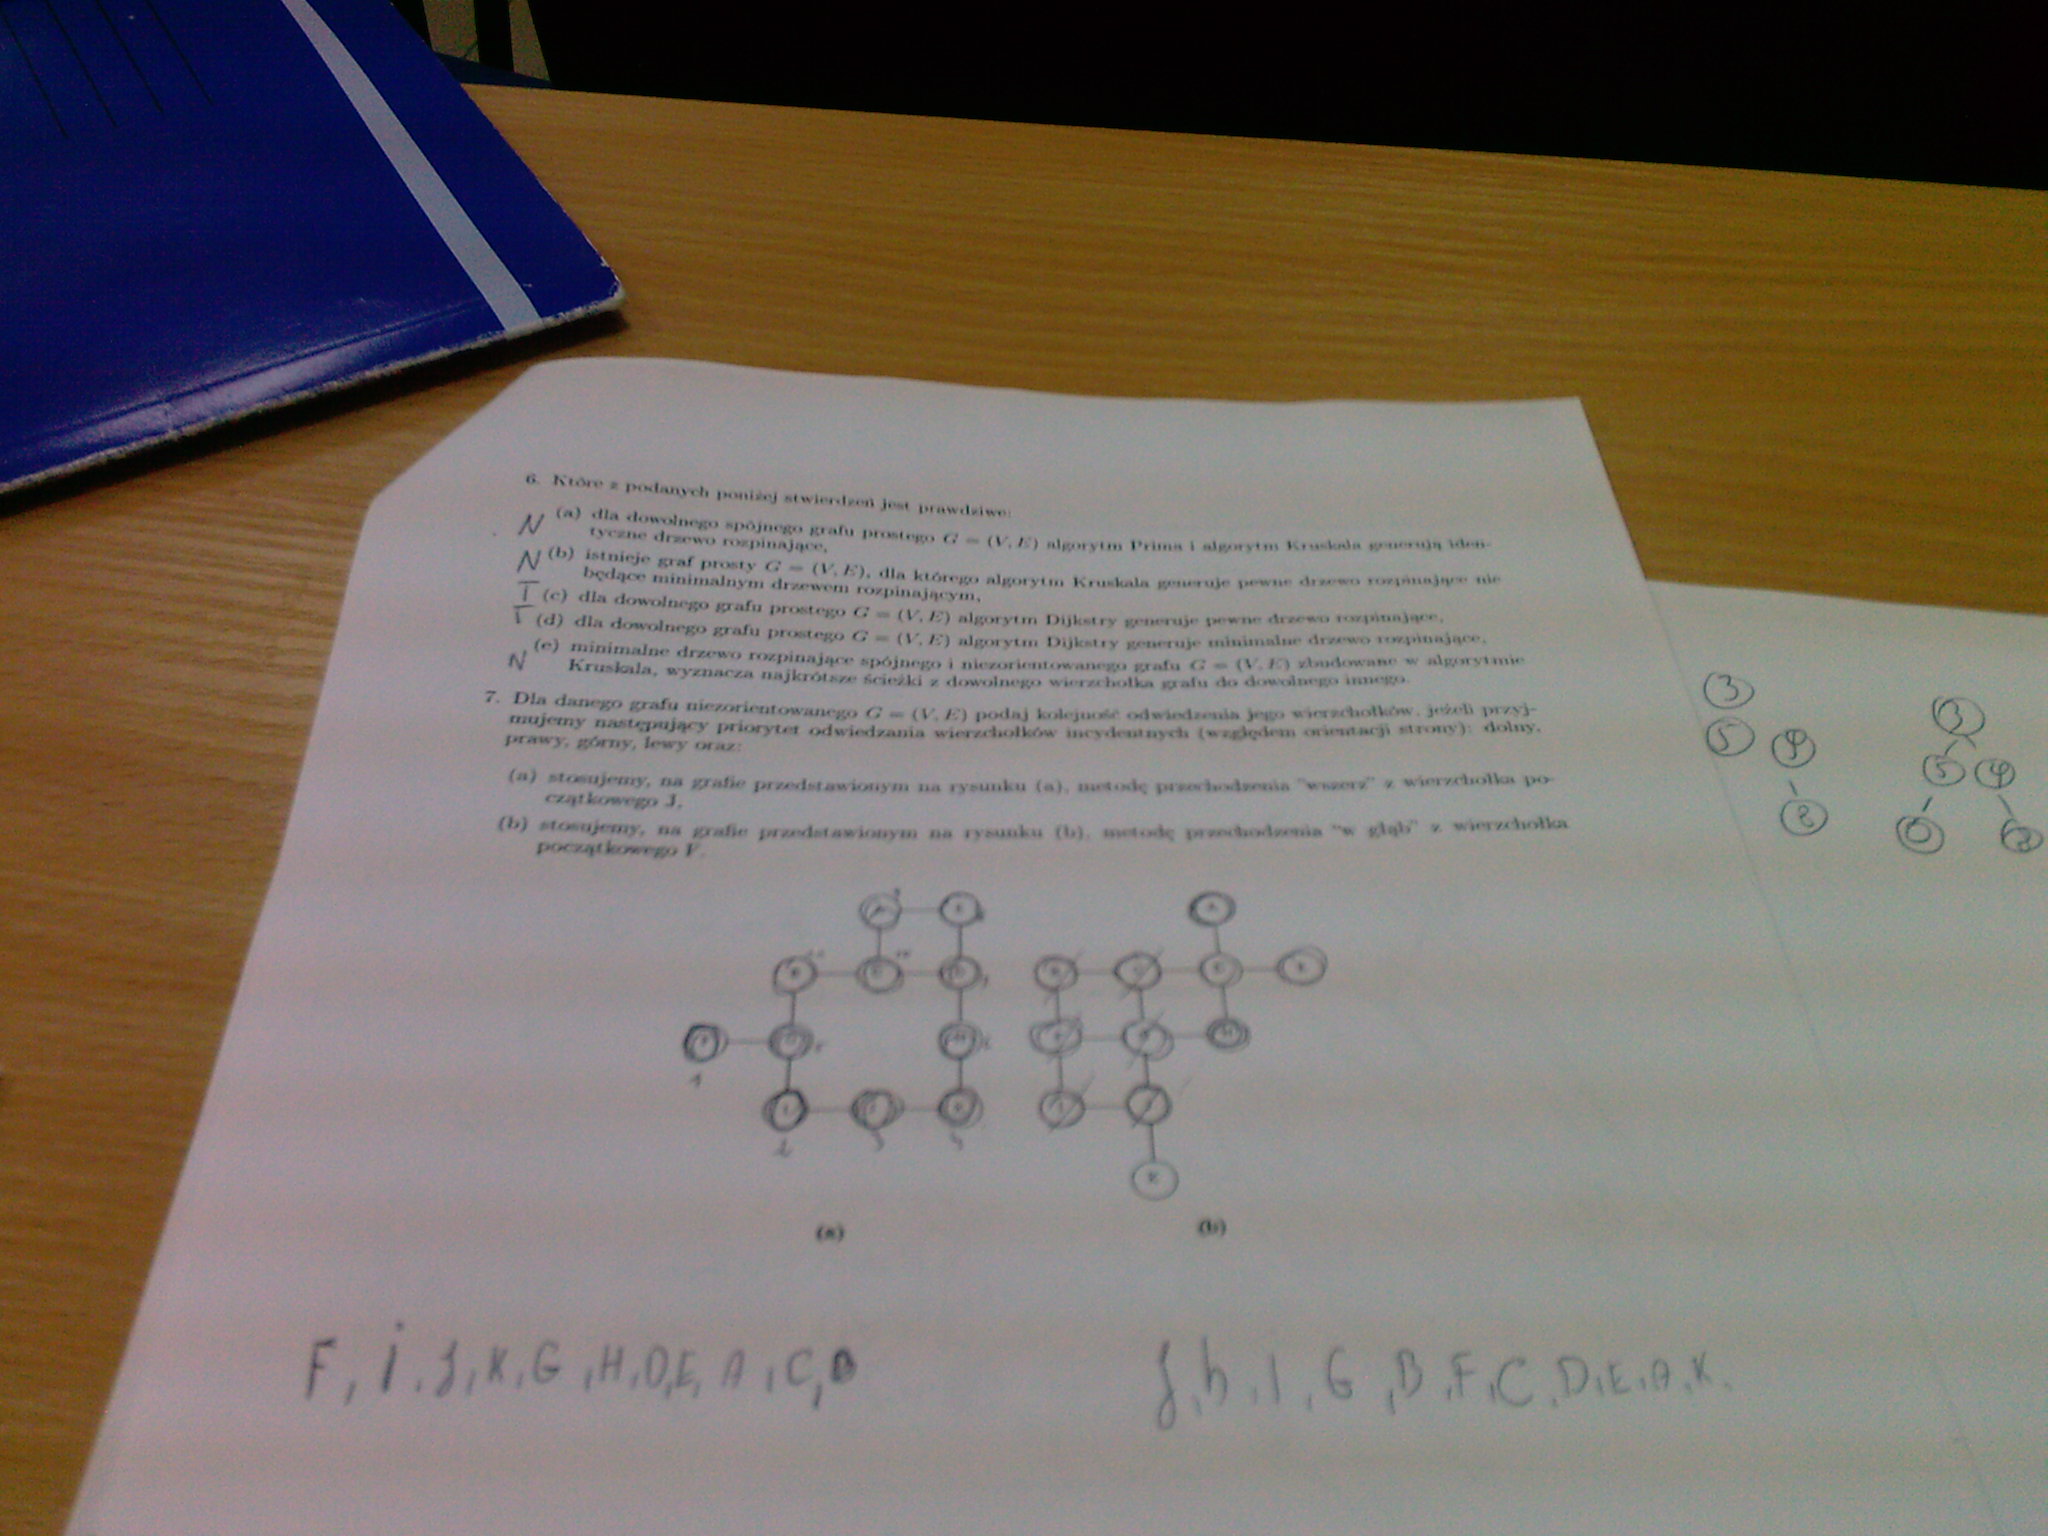 6. Które z podanych poniżej stwierdzeń jest prawdziwe:
N (a) dla dowolnego spójnego grafu prostego G = (V, E) algorytm Prima i algorytm Kruskala generują iden-
tyczne drzewo rozpinające,
N (b) istnieje graf prosty G = (V, E), dla którego algorytm Kruskala generuje pewne drzewo rozpinające nie
będące minimalnym drzewem rozpinającym,
T (c) dla dowolnego grafu prostego G = (V, E) algorytm Dijkstry generuje pewne drzewo rozpinające,
T (d) dla dowolnego grafu prostego G = (V, E) algorytm Dijkstry generuje minimalne drzewo rozpinające,
N (e) minimalne drzewo rozpinające spójnego i niezorientowanego grafu G = (V, E) zbudowane w algorytmie
Kruskala, wyznacza najkrótsze ścieżki z dowolnego wierzchołka grafu do dowolnego innego.
7. Dla danego grafu niezorientowanego G = (V, E) podaj kolejność odwiedzenia jego wierzchołków, jeżeli przyj-
mujemy następujący priorytet odwiedzania wierzchołków incydentnych (względem orientacji strony): dolny,
prawy, górny, lewy oraz:
(a) stosujemy, na grafie przedstawionym na rysunku (a), metodę przechodzenia "wszerz" z wierzchołka po-
czątkowego J,
(b) stosujemy, na grafie przedstawionym na rysunku (b), metodę przechodzenia "w głąb" z wierzchołka
początkowego F.
3 3
5 9 5 9
8 0 8
(a) (b)
F, i, J, K, G, H, D, E, A, C, B
J, h, I, G, B, F, C, D, E, A, K.